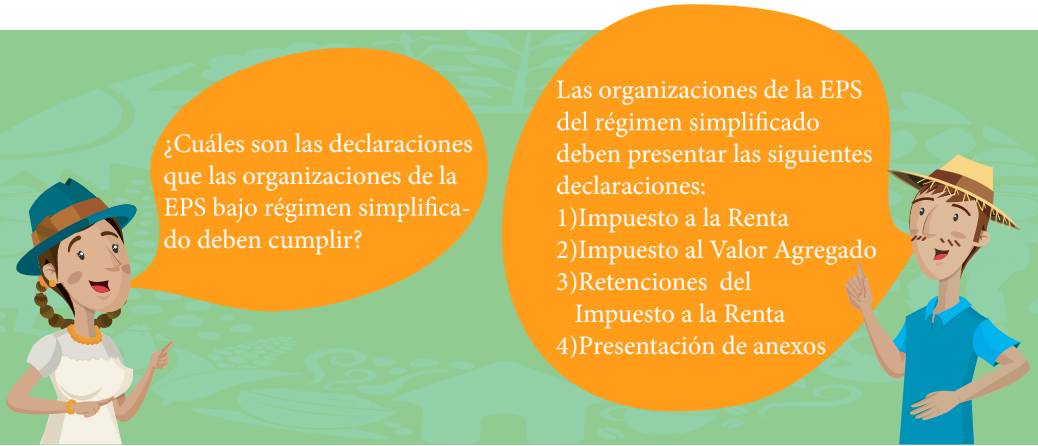 ¿Cuáles son las declaraciones
que las organizaciones de la
EPS bajo régimen simplifica-
do deben cumplir?
Las organizaciones de la EPS
del régimen simplificado
deben presentar las siguientes
declaraciones:
1)Impuesto a la Renta
2)Impuesto al Valor Agregado
3)Retenciones del
Impuesto a la Renta
4)Presentación de anexos